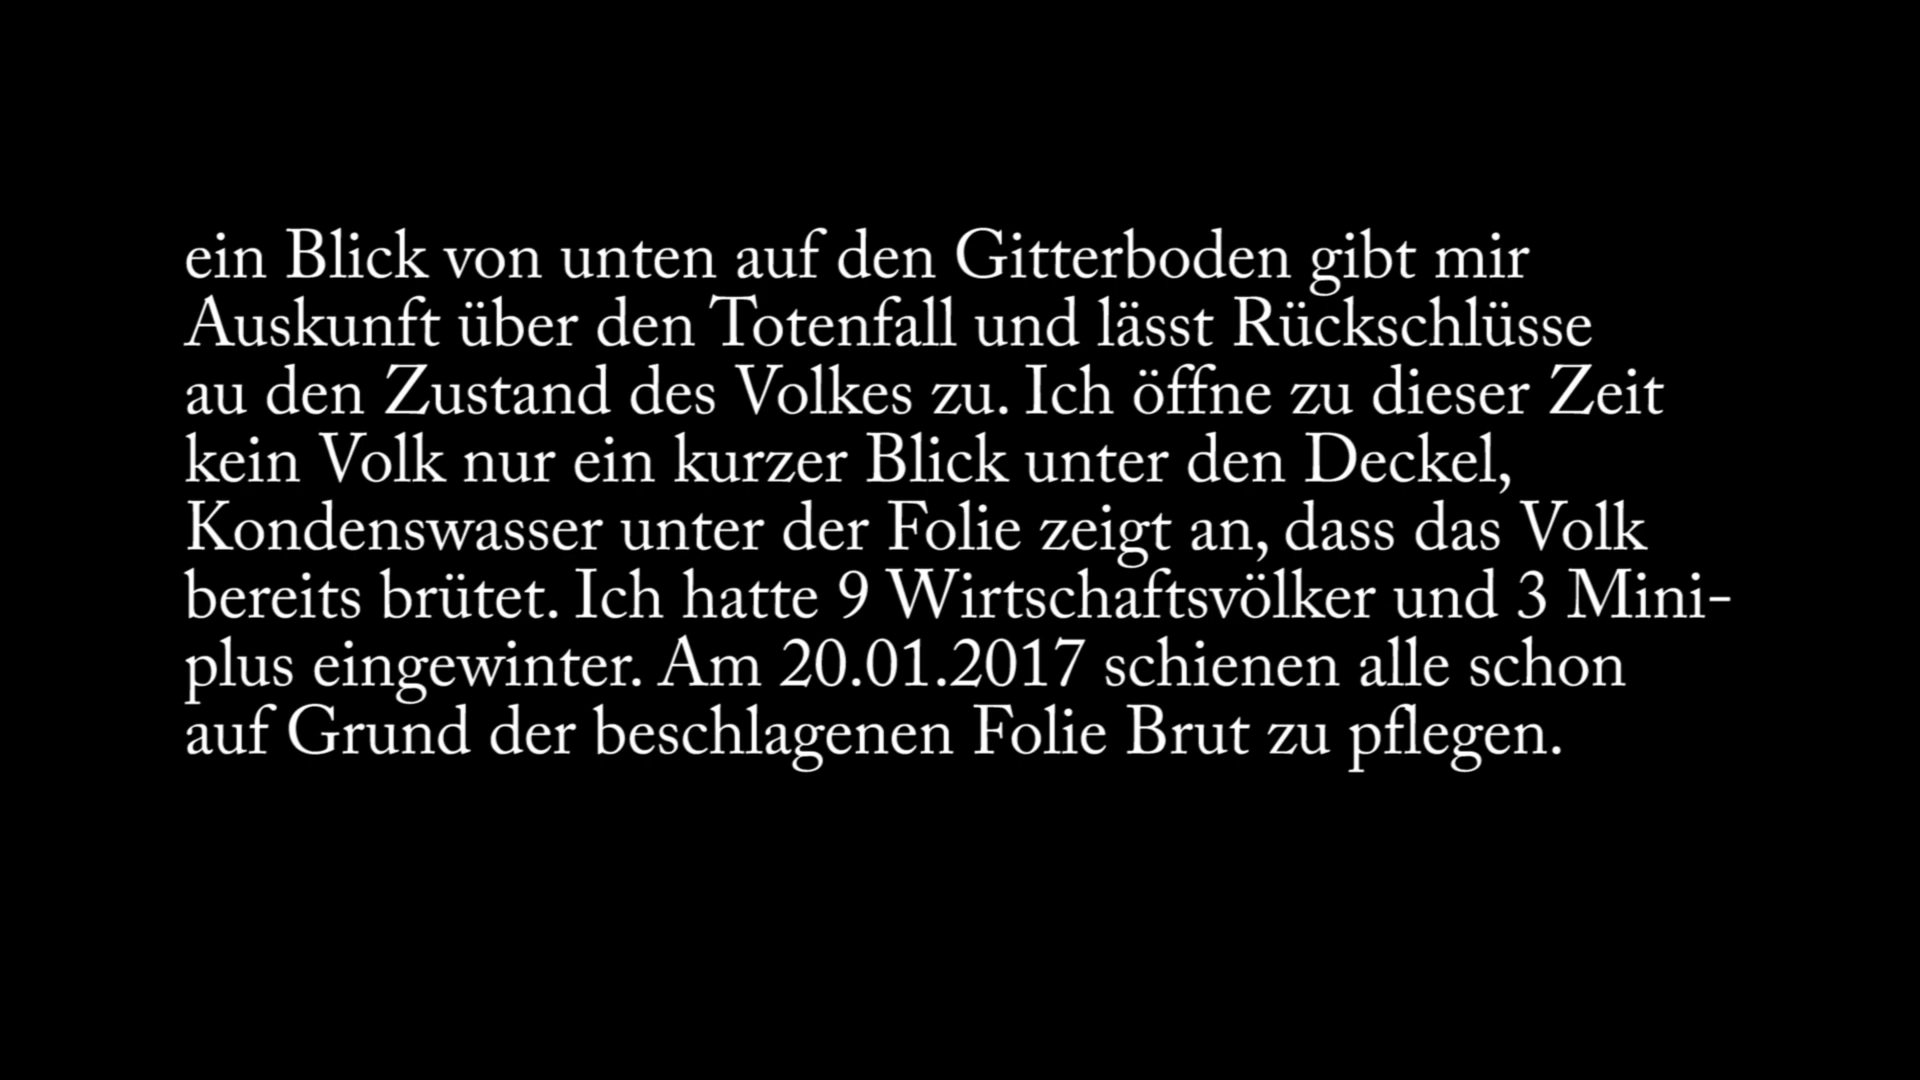 ein Blick von unten auf den Gitterboden gibt mir
Auskunft über den Totenfall und lässt Rückschlüsse
au den Zustand des Volkes zu. Ich öffne zu dieser Zeit
kein Volk nur ein kurzer Blick unter den Deckel,
Kondenswasser unter der Folie zeigt an, dass das Volk
bereits brütet. Ich hatte 9 Wirtschaftsvölker und 3 Mini-
plus eingewinter. Am 20.01.2017 schienen alle schon
auf Grund der beschlagenen Folie Brut zu pflegen.